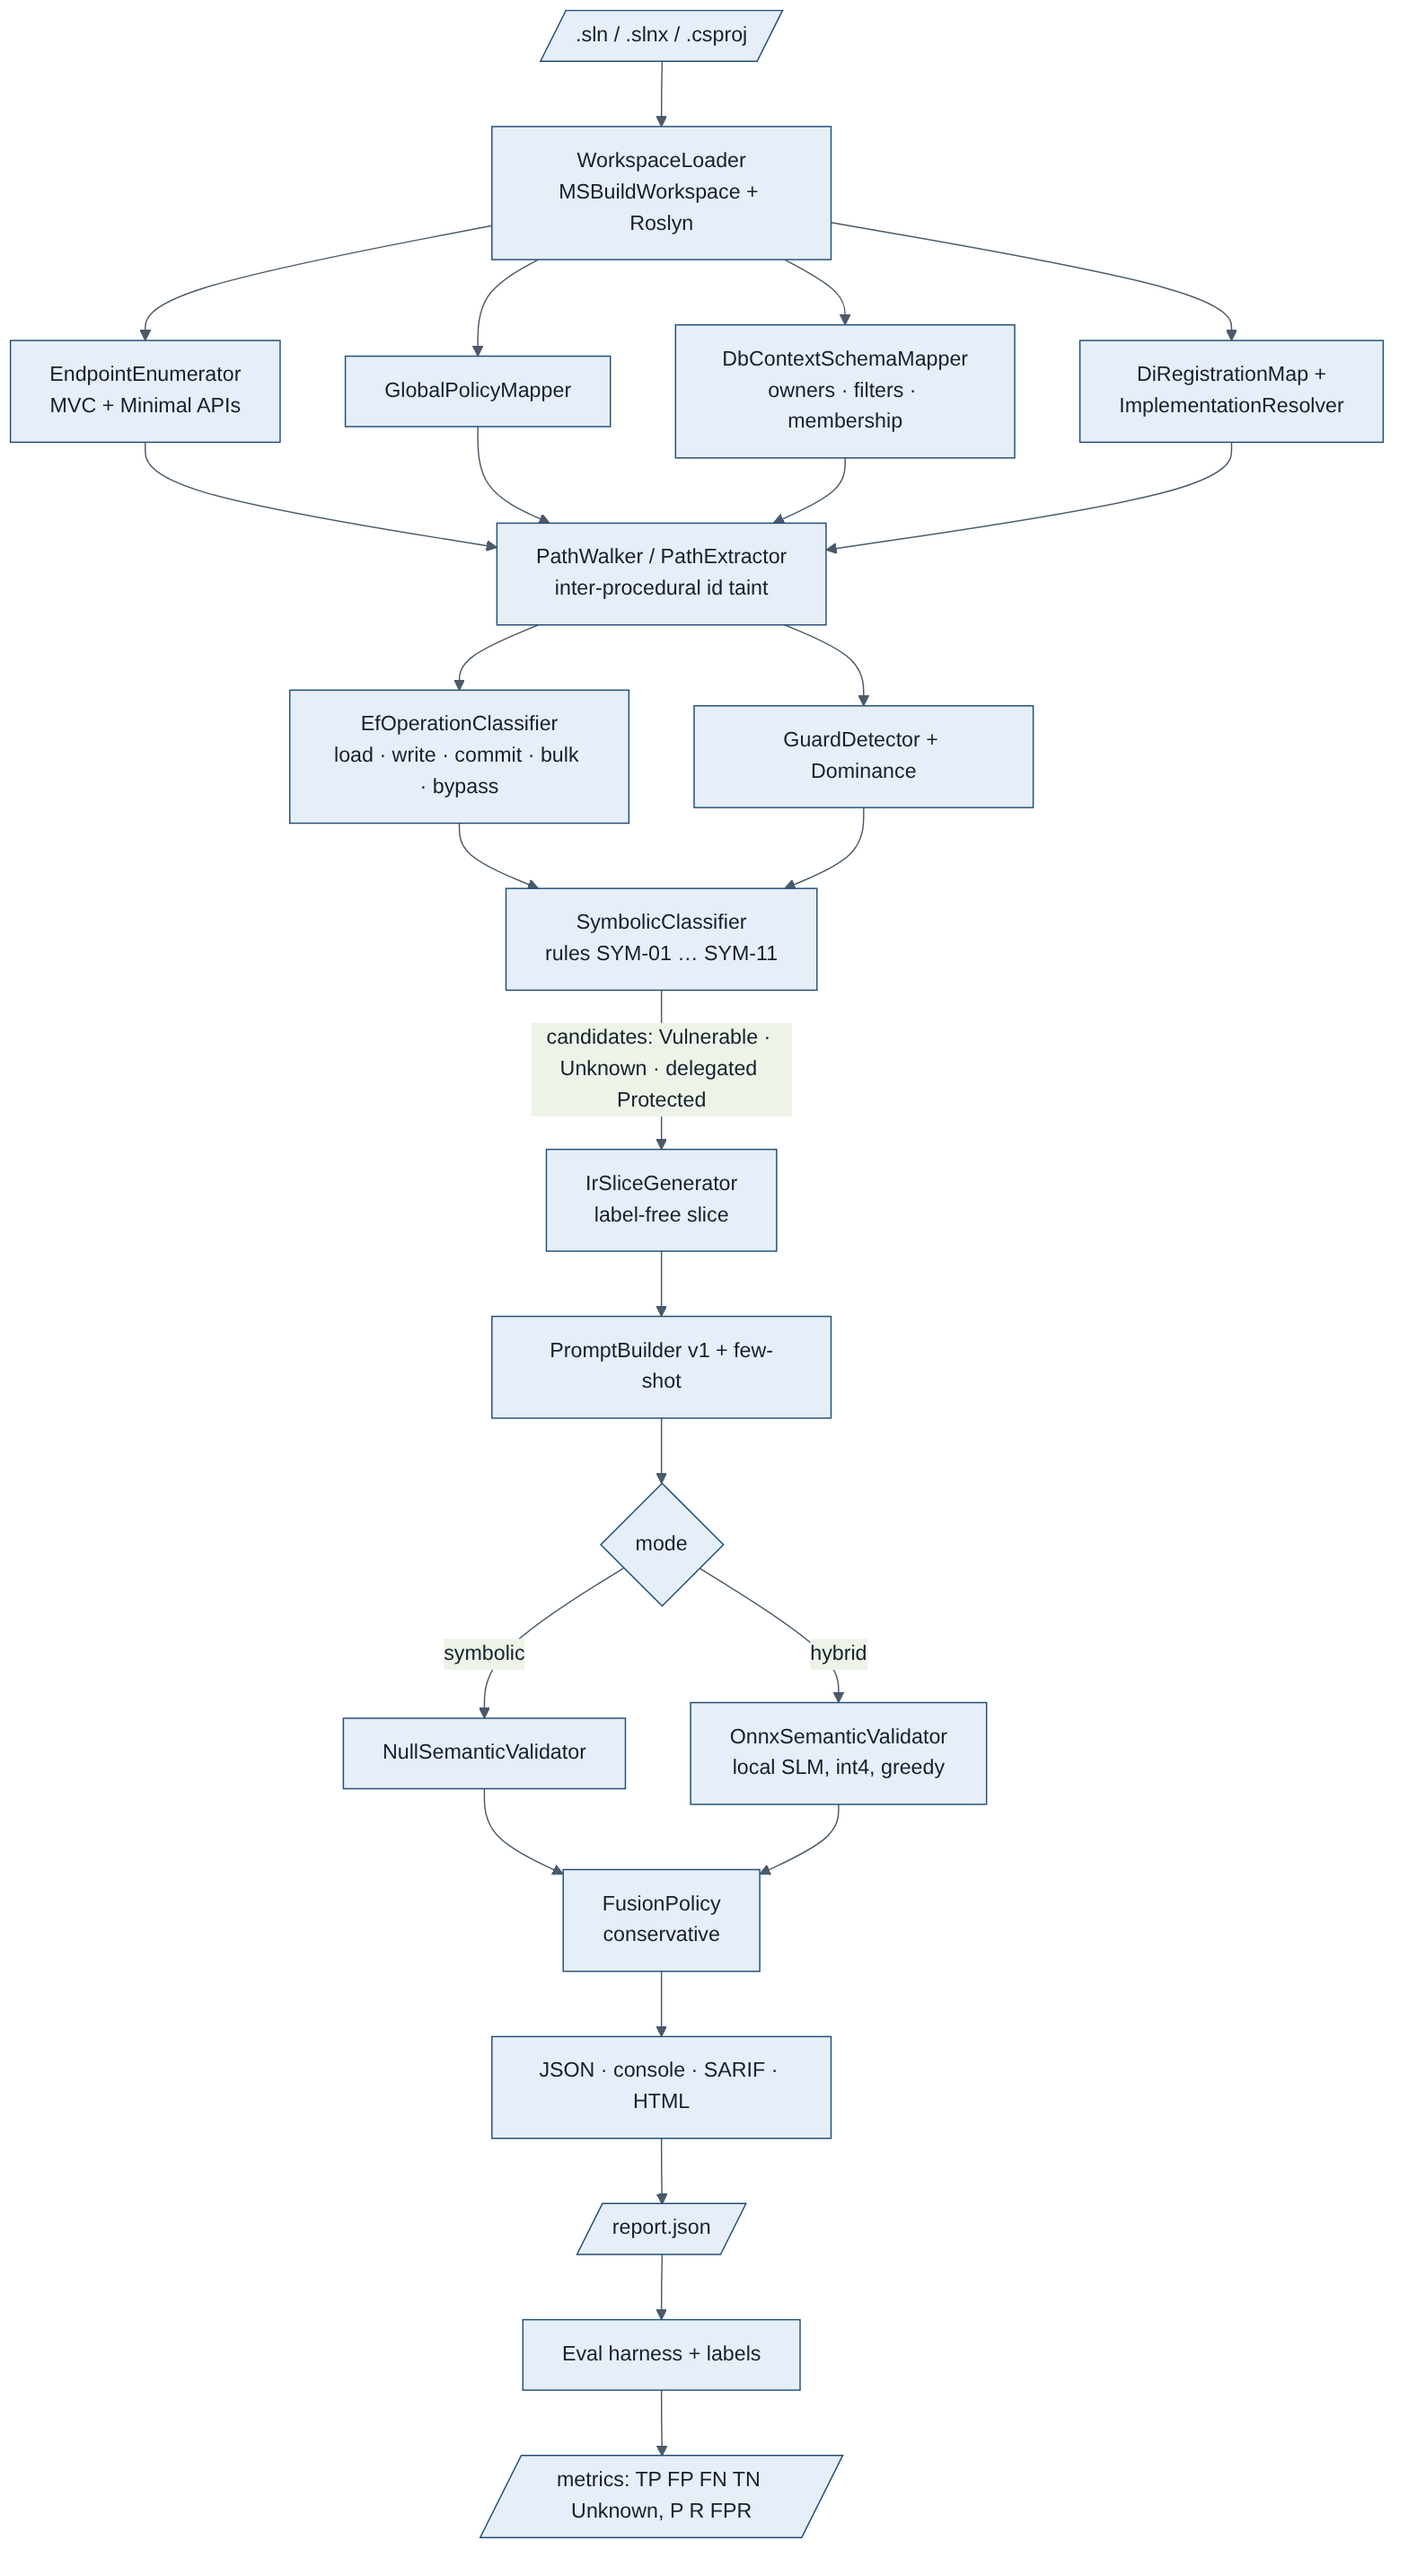 .sln / .slnx / .csproj
WorkspaceLoader
MSBuildWorkspace +
Roslyn
EndpointEnumerator
MVC + Minimal APIs
GlobalPolicyMapper
DbContextSchemaMapper
owners · filters ·
membership
DiRegistrationMap +
ImplementationResolver
PathWalker / PathExtractor
inter-procedural id taint
EfOperationClassifier
load · write · commit · bulk
· bypass
GuardDetector +
Dominance
SymbolicClassifier
rules SYM-01 … SYM-11
candidates: Vulnerable ·
Unknown · delegated
Protected
IrSliceGenerator
label-free slice
PromptBuilder v1 + few-
shot
mode
symbolic
hybrid
NullSemanticValidator
OnnxSemanticValidator
local SLM, int4, greedy
FusionPolicy
conservative
JSON · console · SARIF ·
HTML
report.json
Eval harness + labels
metrics: TP FP FN TN
Unknown, P R FPR